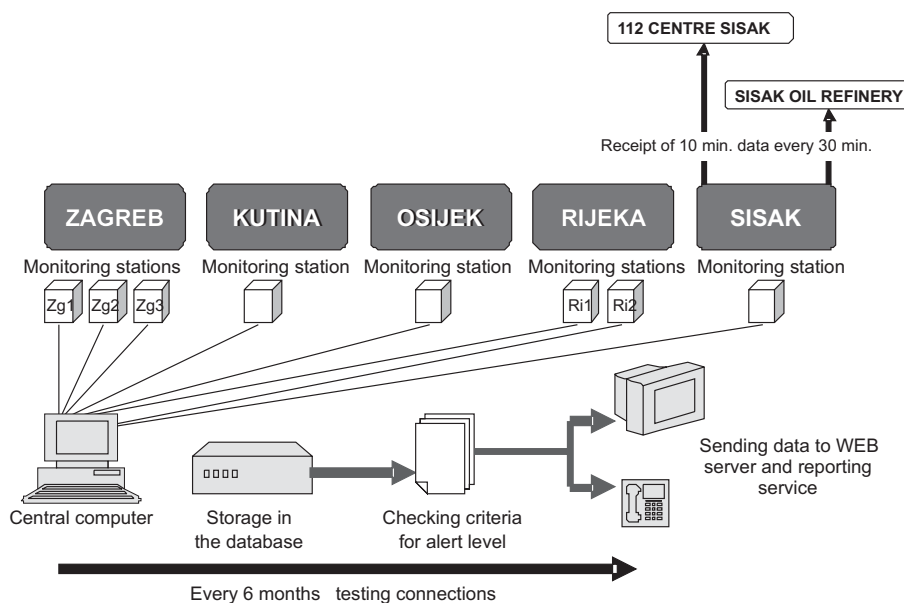 112 CENTRE SISAK
SISAK OIL REFINERY
Receipt of 10 min. data every 30 min.
ZAGREB
KUTINA
OSIJEK
RIJEKA
SISAK
Monitoring stations
Monitoring station
Monitoring station
Monitoring stations
Monitoring station
Zg1
Zg2
Zg3
Ri1
Ri2
Sending data to WEB
server and reporting
service
Central computer
Storage in
the database
Checking criteria
for alert level
Every 6 months testing connections